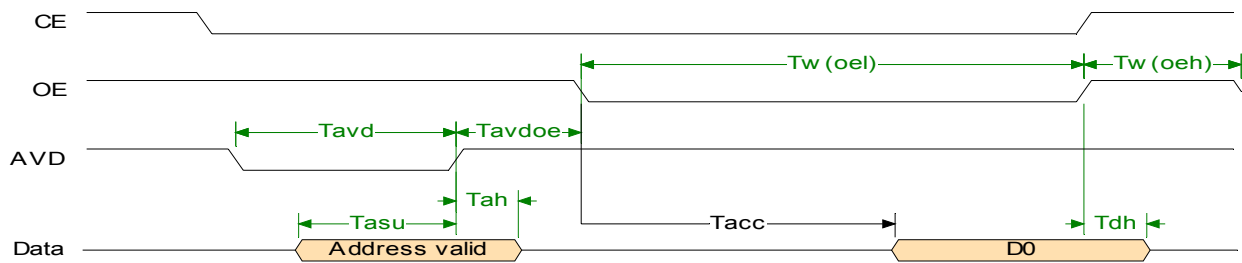 CE
Tw (oel)
Tw (oeh)
OE
Tavd
Tavdoe
AVD
Tah
Tasu
Tacc
Tdh
Data
Address valid
D0